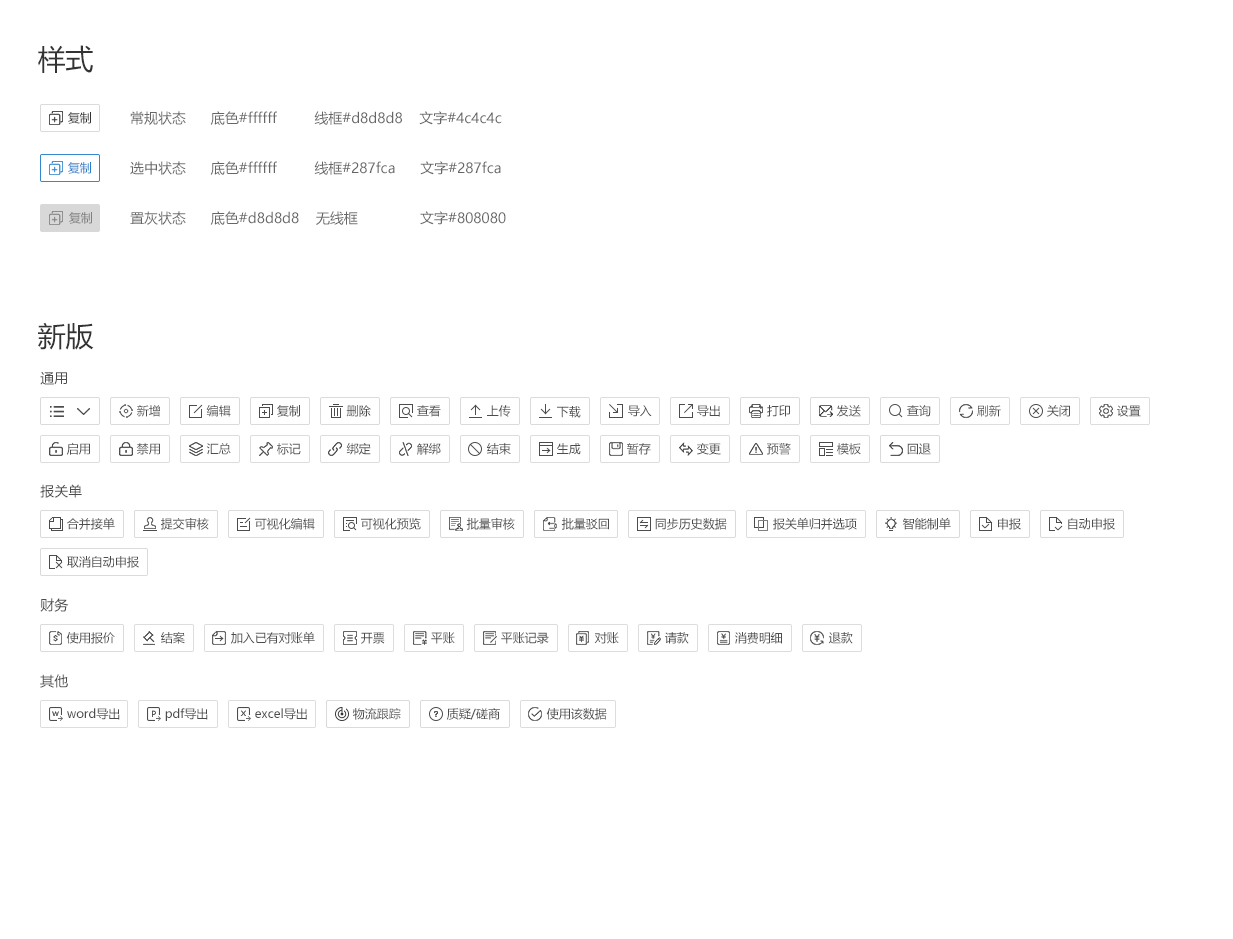 样式
复制 常规状态 底色#ffffff 线框#d8d8d8 文字#4c4c4c
复制 选中状态 底色#ffffff 线框#287fca 文字#287fca
复制 置灰状态 底色#d8d8d8 无线框 文字#808080
新版
通用
新增 编辑 复制 删除 查看 上传 下载 导入 导出 打印 发送 查询 刷新 关闭 设置
启用 禁用 汇总 标记 绑定 解绑 结束 生成 暂存 变更 预警 模板 回退
报关单
合并接单 提交审核 可视化编辑 可视化预览 批量审核 批量驳回 同步历史数据 报关单归并选项 智能制单 申报 自动申报
取消自动申报
财务
使用报价 结案 加入已有对账单 开票 平账 平账记录 对账 请款 消费明细 退款
其他
word导出 pdf导出 excel导出 物流跟踪 质疑/磋商 使用该数据